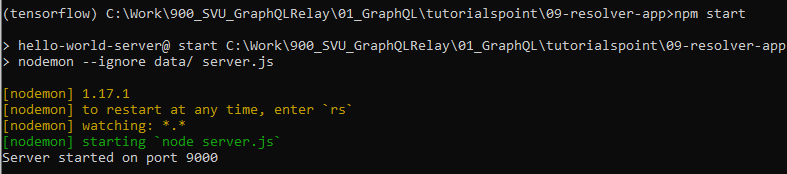 (tensorflow) C:\Work\900_SVU_GraphQLRelay\01_GraphQL\tutorialspoint\09-resolver-app>npm start
> hello-world-server@ start C:\Work\900_SVU_GraphQLRelay\01_GraphQL\tutorialspoint\09-resolver-app
> nodemon --ignore data/ server.js
[nodemon] 1.17.1
[nodemon] to restart at any time, enter `rs`
[nodemon] watching: *.*
[nodemon] starting `node server.js`
Server started on port 9000